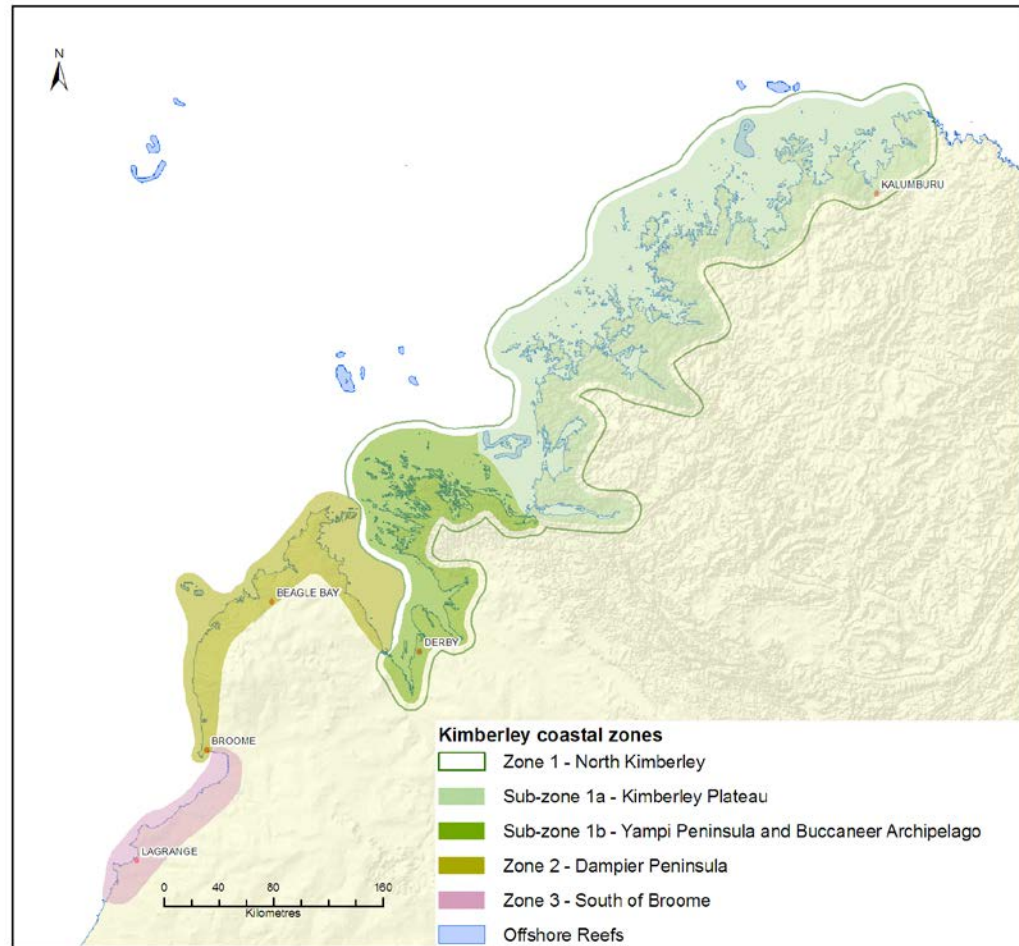 N
KALUMBURU
BEAGLE BAY
DERBY
BROOME
LAGRANGE
0 40 80 160
Kilometres
Kimberley coastal zones
Zone 1 - North Kimberley
Sub-zone 1a - Kimberley Plateau
Sub-zone 1b - Yampi Peninsula and Buccaneer Archipelago
Zone 2 - Dampier Peninsula
Zone 3 - South of Broome
Offshore Reefs